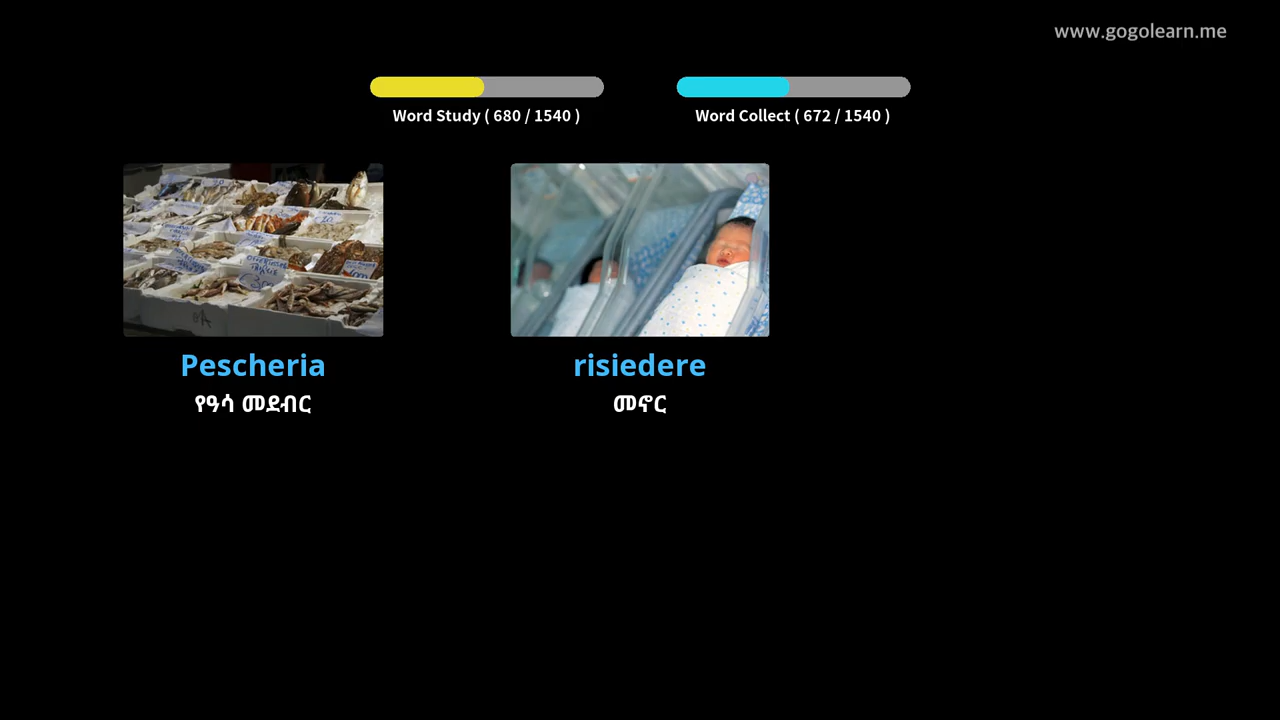 www.gogolearn.me
Word Study ( 680 / 1540 )
Word Collect ( 672 / 1540 )
Pescheria
የዓሳ መደብር
risiedere
መኖር